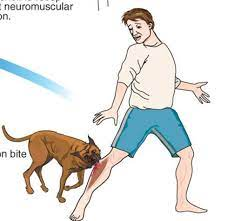 t neuromuscular
on.
on bite